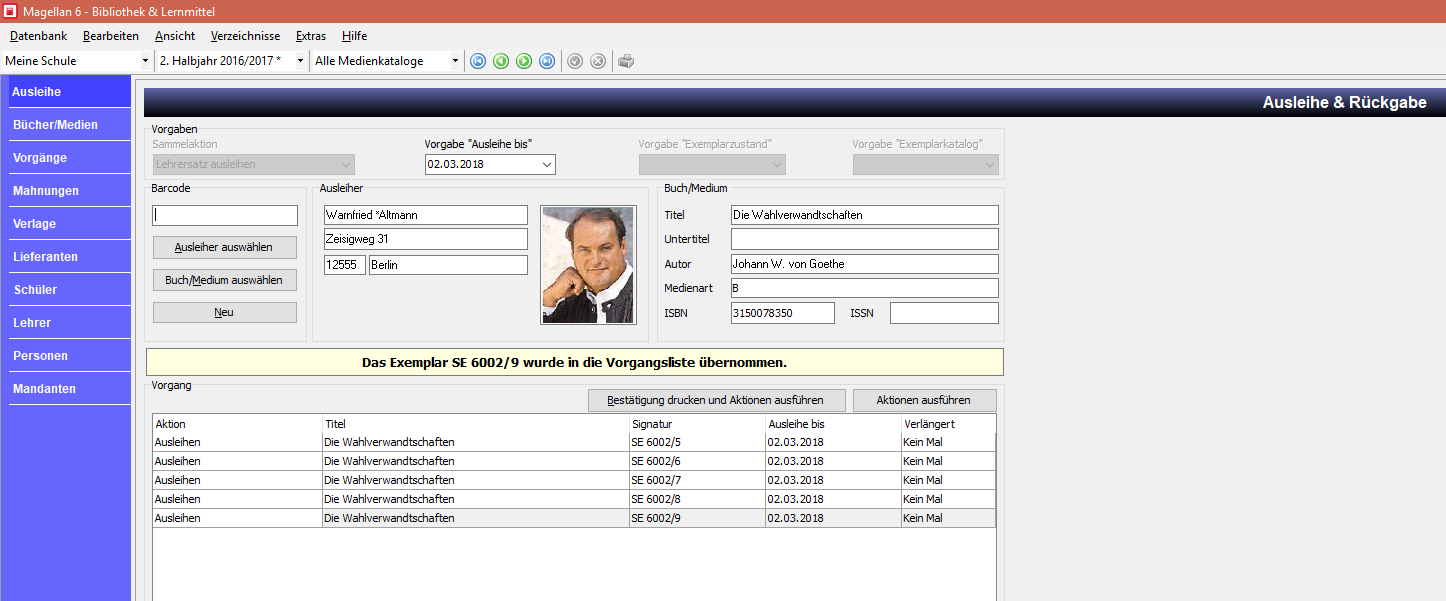 Magellan 6 - Bibliothek & Lernmittel
Datenbank Bearbeiten Ansicht Verzeichnisse Extras Hilfe
Meine Schule 2. Halbjahr 2016/2017 * Alle Medienkataloge
Ausleihe
Bücher/Medien
Vorgänge
Mahnungen
Verlage
Lieferanten
Schüler
Lehrer
Personen
Mandanten
Ausleihe & Rückgabe
Vorgaben
Sammelaktion Vorgabe "Ausleihe bis" Vorgabe "Exemplarzustand" Vorgabe "Exemplarkatalog"
Lehrersatz ausleihen 02.03.2018
Barcode
Ausleiher auswählen
Buch/Medium auswählen
Neu
Ausleiher
Warnfried *Altmann
Zeisigweg 31
12555 Berlin
Buch/Medium
Titel Die Wahlverwandtschaften
Untertitel
Autor Johann W. von Goethe
Medienart B
ISBN 3150078350 ISSN
Das Exemplar SE 6002/9 wurde in die Vorgangsliste übernommen.
Vorgang
Bestätigung drucken und Aktionen ausführen Aktionen ausführen
Aktion Titel Signatur Ausleihe bis Verlängert
Ausleihen Die Wahlverwandtschaften SE 6002/5 02.03.2018 Kein Mal
Ausleihen Die Wahlverwandtschaften SE 6002/6 02.03.2018 Kein Mal
Ausleihen Die Wahlverwandtschaften SE 6002/7 02.03.2018 Kein Mal
Ausleihen Die Wahlverwandtschaften SE 6002/8 02.03.2018 Kein Mal
Ausleihen Die Wahlverwandtschaften SE 6002/9 02.03.2018 Kein Mal